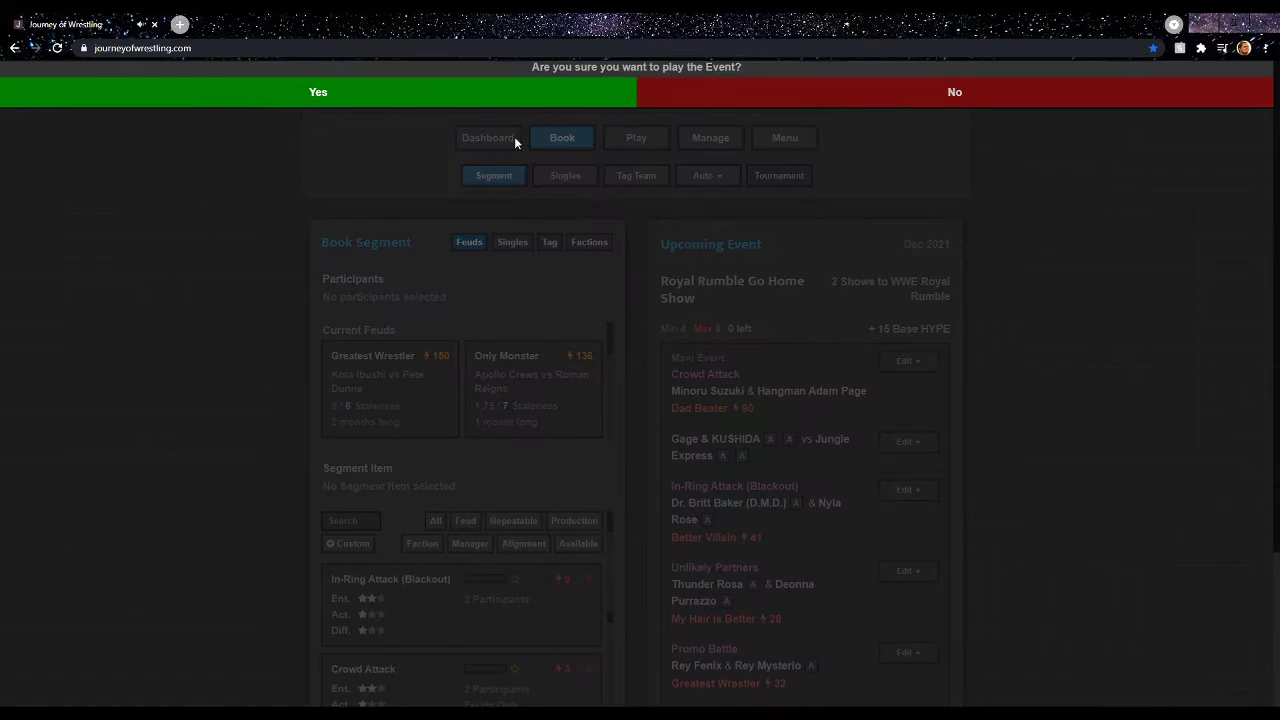 Journey of Wrestling
journeyofwrestling.com
Are you sure you want to play the Event?
Yes
No
Dashboard
Book
Play
Manage
Menu
Segment
Singles
Tag Team
Auto
Tournament
Book Segment
Feuds
Singles
Tag
Factions
Participants
No participants selected
Current Feuds
Greatest Wrestler 150
Kota Ibushi vs Pete
Dunne
3 / 6 Staleness
2 months long
Only Monster 136
Apollo Crews vs Roman
Reigns
1.75 / 7 Staleness
1 month long
Segment Item
No Segment Item selected
Search
All
Feud
Repeatable
Production
Custom
Faction
Manager
Alignment
Available
In-Ring Attack (Blackout)
0
Ent.
2 Participants
Act.
Diff.
Crowd Attack
3
Ent.
2 Participants
Act.
Feuds Only
Upcoming Event
Dec 2021
Royal Rumble Go Home
Show
2 Shows to WWE Royal
Rumble
Min 4 Max 8 0 left
+ 15 Base HYPE
Main Event
Edit
Crowd Attack
Minoru Suzuki & Hangman Adam Page
Dad Beater 90
Gage & KUSHIDA A A vs Jungle
Express A A
Edit
In-Ring Attack (Blackout)
Edit
Dr. Britt Baker (D.M.D.) A & Nyla
Rose A
Better Villain 41
Unlikely Partners
Edit
Thunder Rosa A & Deonna
Purrazzo A
My Hair is Better 28
Promo Battle
Edit
Rey Fenix & Rey Mysterio A
Greatest Wrestler 32